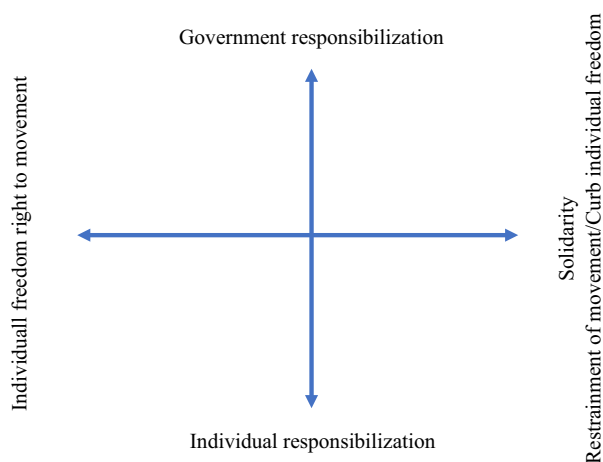 Government responsibilization
Individuall freedom right to movement
Solidarity
Restrainment of movement/Curb individual freedom
Individual responsibilization